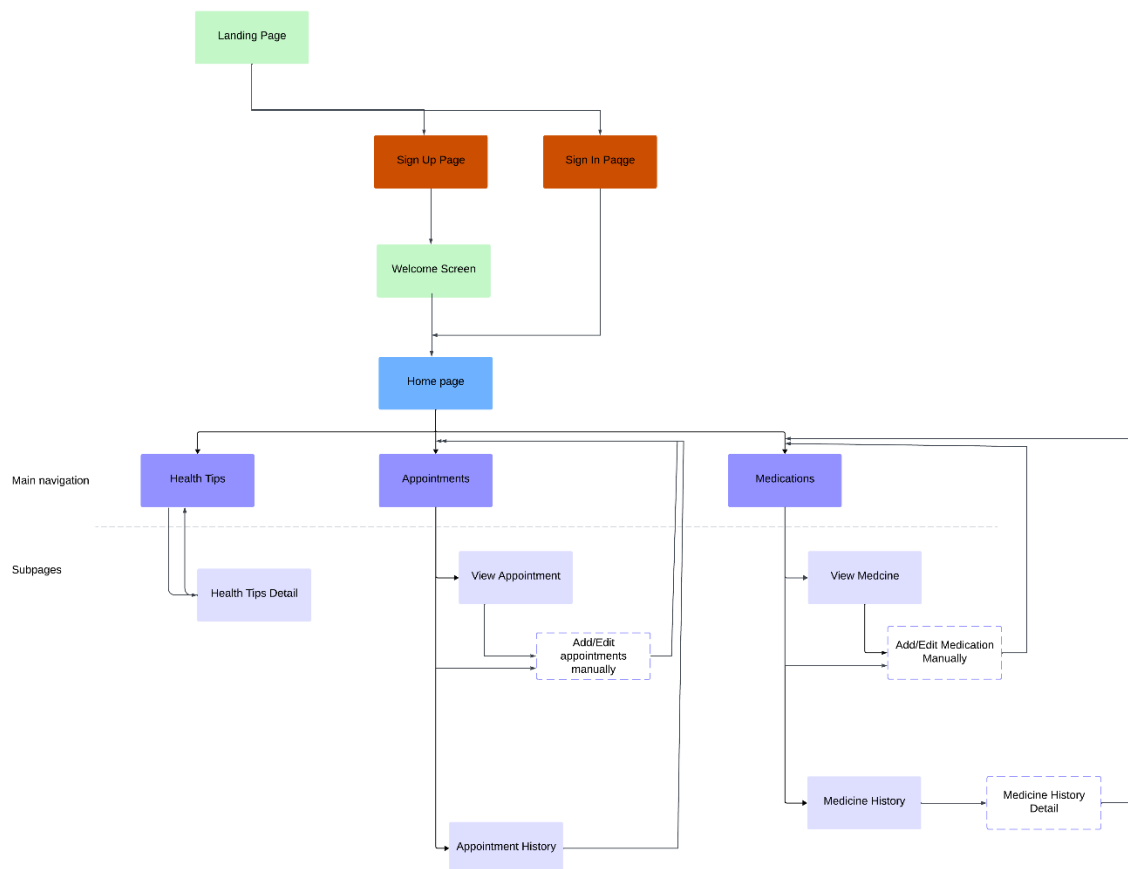 Landing Page
Sign Up Page
Sign In Paqge
Welcome Screen
Home page
Main navigation
Health Tips
Appointments
Medications
Subpages
View Appointment
View Medcine
Health Tips Detail
Add/Edit
appointments
manually
Add/Edit Medication
Manually
Medicine History
Medicine History
Detail
Appointment History